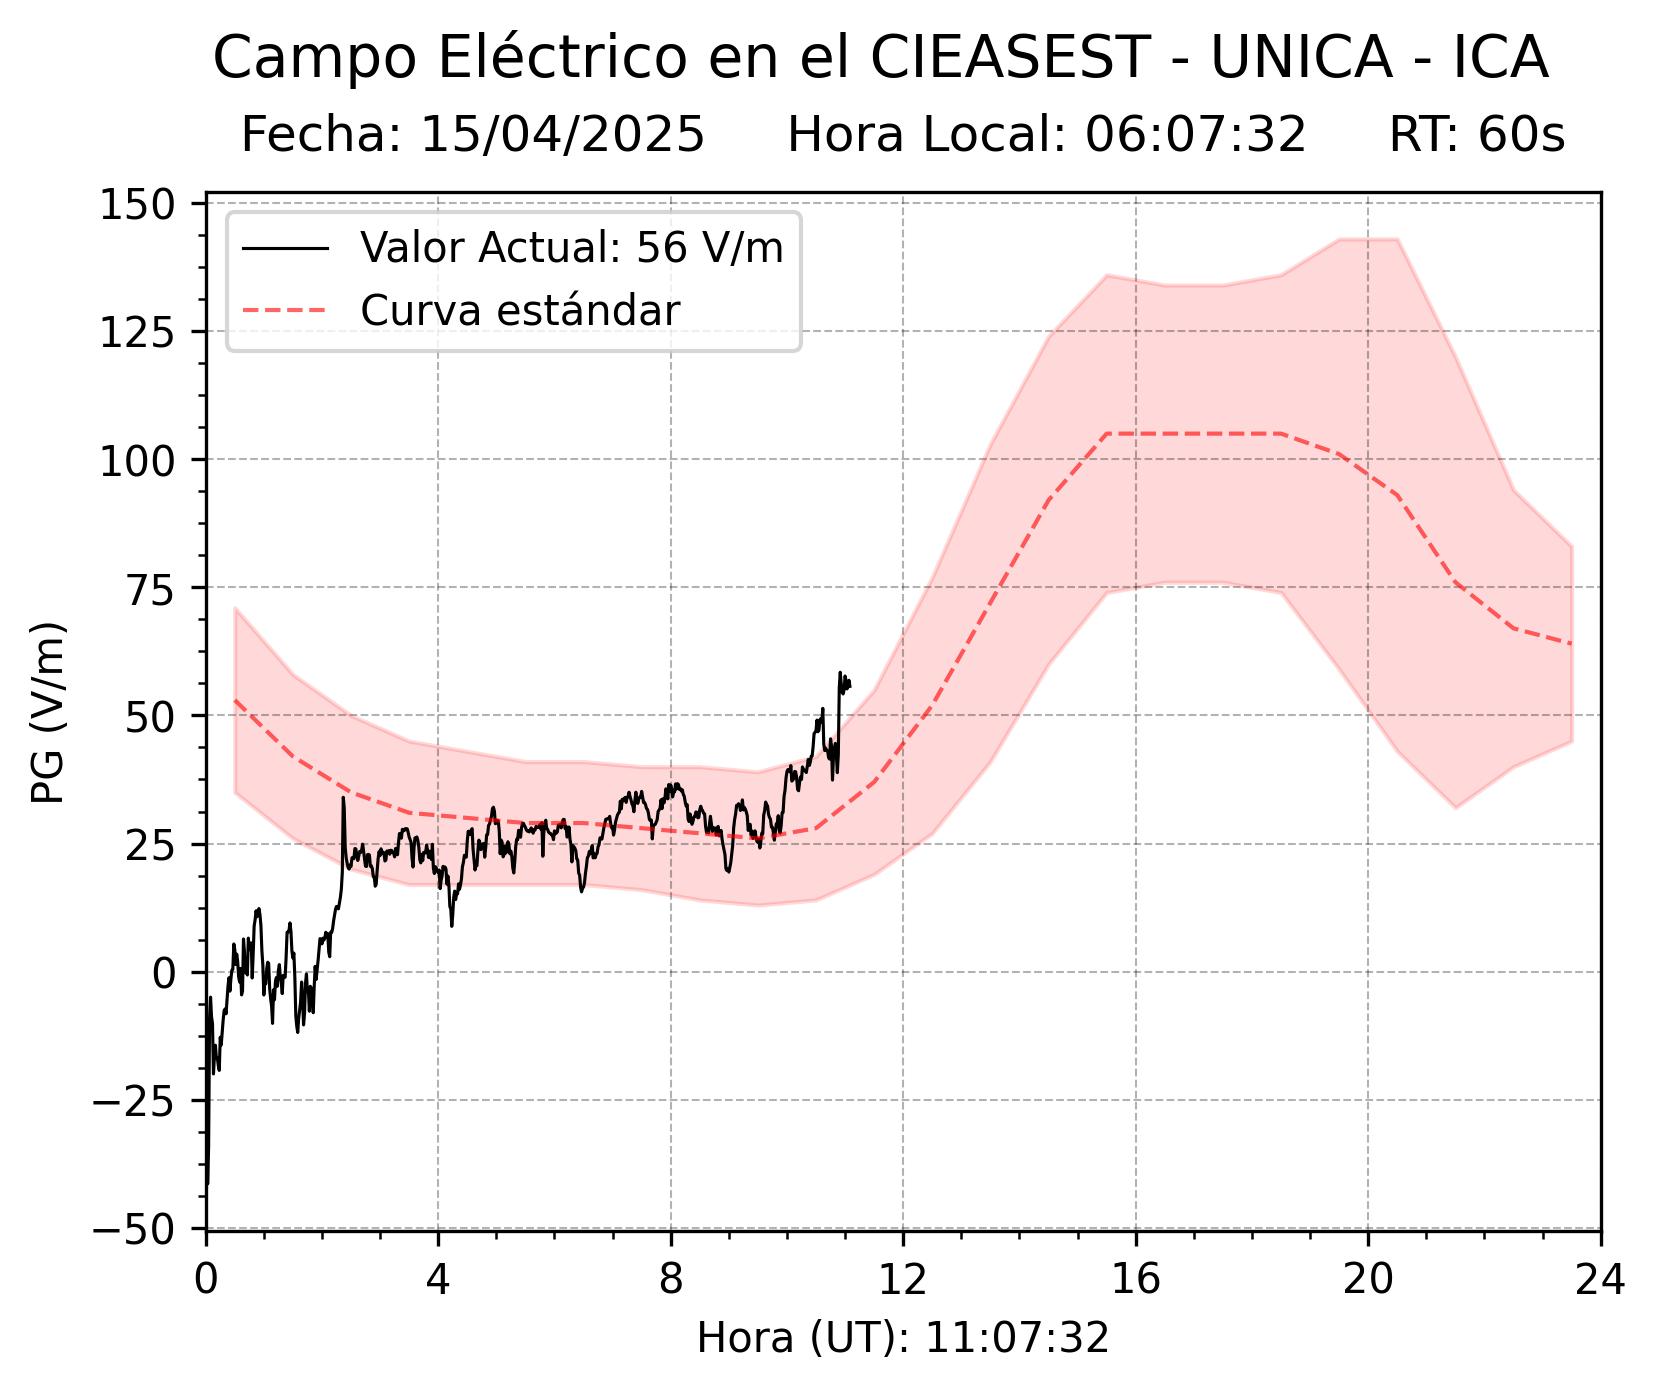 Campo Eléctrico en el CIEASEST - UNICA - ICA
Fecha: 15/04/2025 Hora Local: 06:07:32 RT: 60s
150
125
100
75
50
25
0
−25
−50
PG (V/m)
Valor Actual: 56 V/m
Curva estándar
0 4 8 12 16 20 24
Hora (UT): 11:07:32